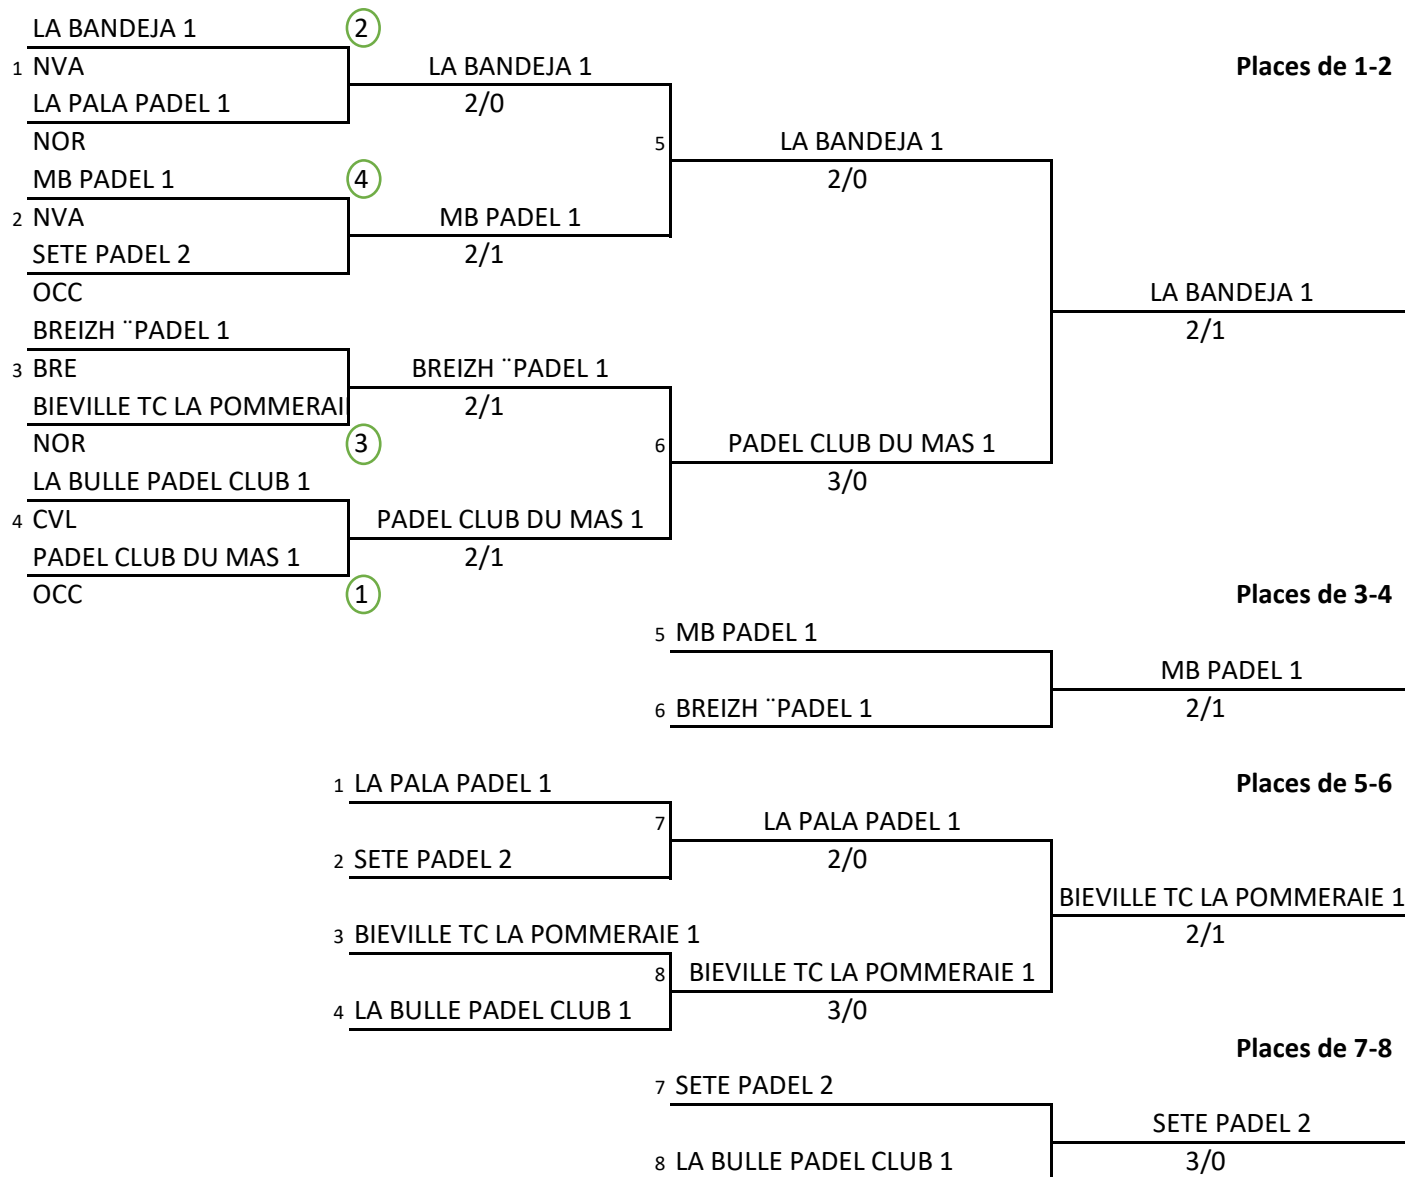 LA BANDEJA 1 2
1 NVA LA BANDEJA 1 Places de 1-2
LA PALA PADEL 1 2/0
NOR 5 LA BANDEJA 1
MB PADEL 1 4 2/0
2 NVA MB PADEL 1
SETE PADEL 2 2/1
OCC LA BANDEJA 1
BREIZH ¨PADEL 1 2/1
3 BRE BREIZH ¨PADEL 1
BIEVILLE TC LA POMMERAI 2/1
NOR 3 6 PADEL CLUB DU MAS 1
LA BULLE PADEL CLUB 1 3/0
4 CVL PADEL CLUB DU MAS 1
PADEL CLUB DU MAS 1 2/1
OCC 1 Places de 3-4
5 MB PADEL 1
MB PADEL 1
6 BREIZH ¨PADEL 1 2/1
1 LA PALA PADEL 1 Places de 5-6
7 LA PALA PADEL 1
2 SETE PADEL 2 2/0
BIEVILLE TC LA POMMERAIE 1
3 BIEVILLE TC LA POMMERAIE 1 2/1
8 BIEVILLE TC LA POMMERAIE 1
4 LA BULLE PADEL CLUB 1 3/0
Places de 7-8
7 SETE PADEL 2
SETE PADEL 2
8 LA BULLE PADEL CLUB 1 3/0